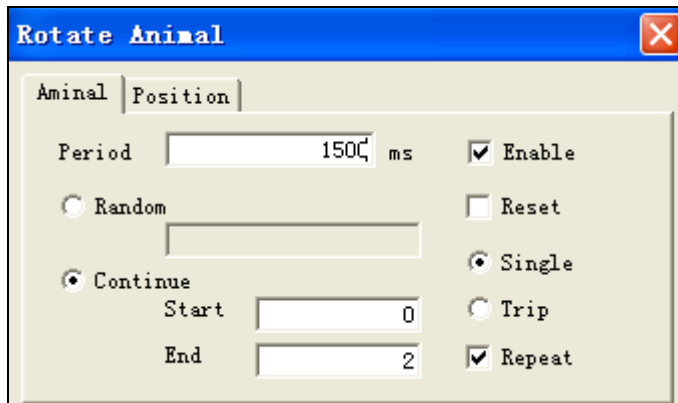 Rotate Animal
Aminal Position
Period 1500 ms Enable
Random Reset
Single
Continue
Start 0 Trip
End 2 Repeat